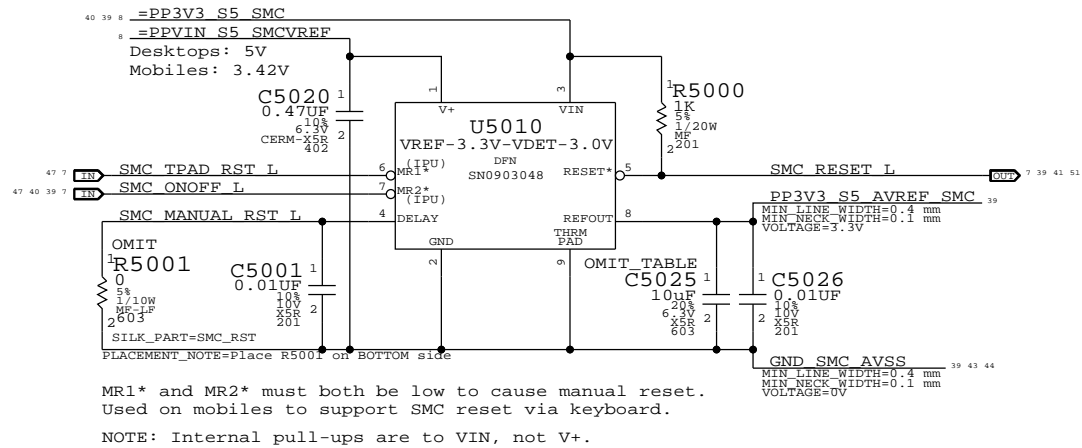 40 39 8 =PP3V3_S5_SMC
8 =PPVIN_S5_SMCVREF
Desktops: 5V
Mobiles: 3.42V
C5020
0.47UF
10%
6.3V
CERM-X5R
402
1
2
1
V+
3
VIN
U5010
VREF-3.3V-VDET-3.0V
DFN
SN0903048
(IPU)
6 MR1*
7 MR2*
(IPU)
4 DELAY
RESET* 5
REFOUT 8
THRM
PAD
GND
2
9
1
R5000
1K
5%
1/20W
MF
2 201
47 7 IN SMC_TPAD_RST_L
47 40 39 7 IN SMC_ONOFF_L
SMC_MANUAL_RST_L
SMC_RESET_L OUT 7 39 41 51
PP3V3_S5_AVREF_SMC 39
MIN_LINE_WIDTH=0.4 mm
MIN_NECK_WIDTH=0.1 mm
VOLTAGE=3.3V
OMIT
1
R5001
0
5%
1/10W
MF-LF
2 603
SILK_PART=SMC_RST
PLACEMENT_NOTE=Place R5001 on BOTTOM side
C5001
0.01UF
10%
10V
X5R
201
1
2
OMIT_TABLE
C5025
10uF
20%
6.3V
X5R
603
1
2
1
2
C5026
0.01UF
10%
10V
X5R
201
GND_SMC_AVSS 39 43 44
MIN_LINE_WIDTH=0.4 mm
MIN_NECK_WIDTH=0.1 mm
VOLTAGE=0V
MR1* and MR2* must both be low to cause manual reset.
Used on mobiles to support SMC reset via keyboard.
NOTE: Internal pull-ups are to VIN, not V+.